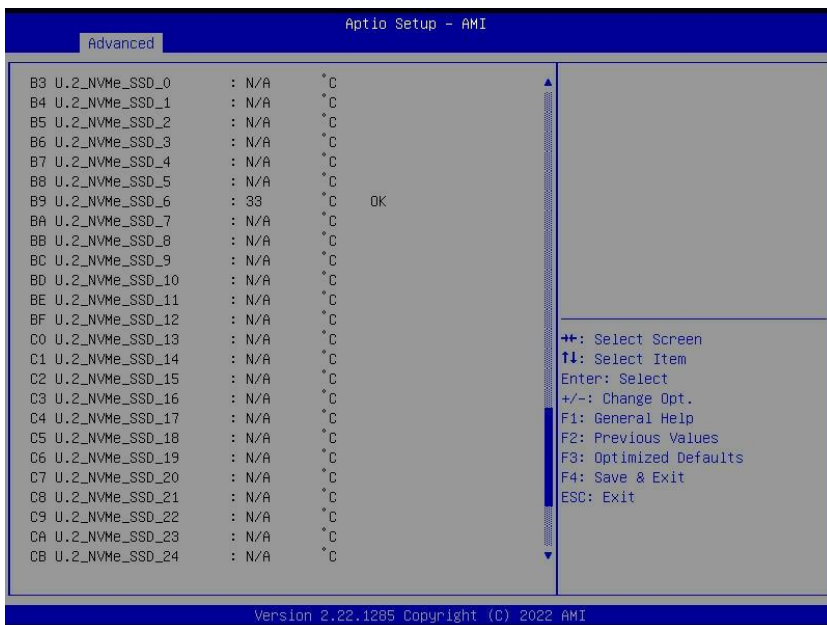 Aptio Setup - AMI
Advanced
B3 U.2_NVMe_SSD_0 : N/A °C
B4 U.2_NVMe_SSD_1 : N/A °C
B5 U.2_NVMe_SSD_2 : N/A °C
B6 U.2_NVMe_SSD_3 : N/A °C
B7 U.2_NVMe_SSD_4 : N/A °C
B8 U.2_NVMe_SSD_5 : N/A °C
B9 U.2_NVMe_SSD_6 : 33 °C OK
BA U.2_NVMe_SSD_7 : N/A °C
BB U.2_NVMe_SSD_8 : N/A °C
BC U.2_NVMe_SSD_9 : N/A °C
BD U.2_NVMe_SSD_10 : N/A °C
BE U.2_NVMe_SSD_11 : N/A °C
BF U.2_NVMe_SSD_12 : N/A °C
C0 U.2_NVMe_SSD_13 : N/A °C
C1 U.2_NVMe_SSD_14 : N/A °C
C2 U.2_NVMe_SSD_15 : N/A °C
C3 U.2_NVMe_SSD_16 : N/A °C
C4 U.2_NVMe_SSD_17 : N/A °C
C5 U.2_NVMe_SSD_18 : N/A °C
C6 U.2_NVMe_SSD_19 : N/A °C
C7 U.2_NVMe_SSD_20 : N/A °C
C8 U.2_NVMe_SSD_21 : N/A °C
C9 U.2_NVMe_SSD_22 : N/A °C
CA U.2_NVMe_SSD_23 : N/A °C
CB U.2_NVMe_SSD_24 : N/A °C
→←: Select Screen
↑↓: Select Item
Enter: Select
+/-: Change Opt.
F1: General Help
F2: Previous Values
F3: Optimized Defaults
F4: Save & Exit
ESC: Exit
Version 2.22.1285 Copyright (C) 2022 AMI